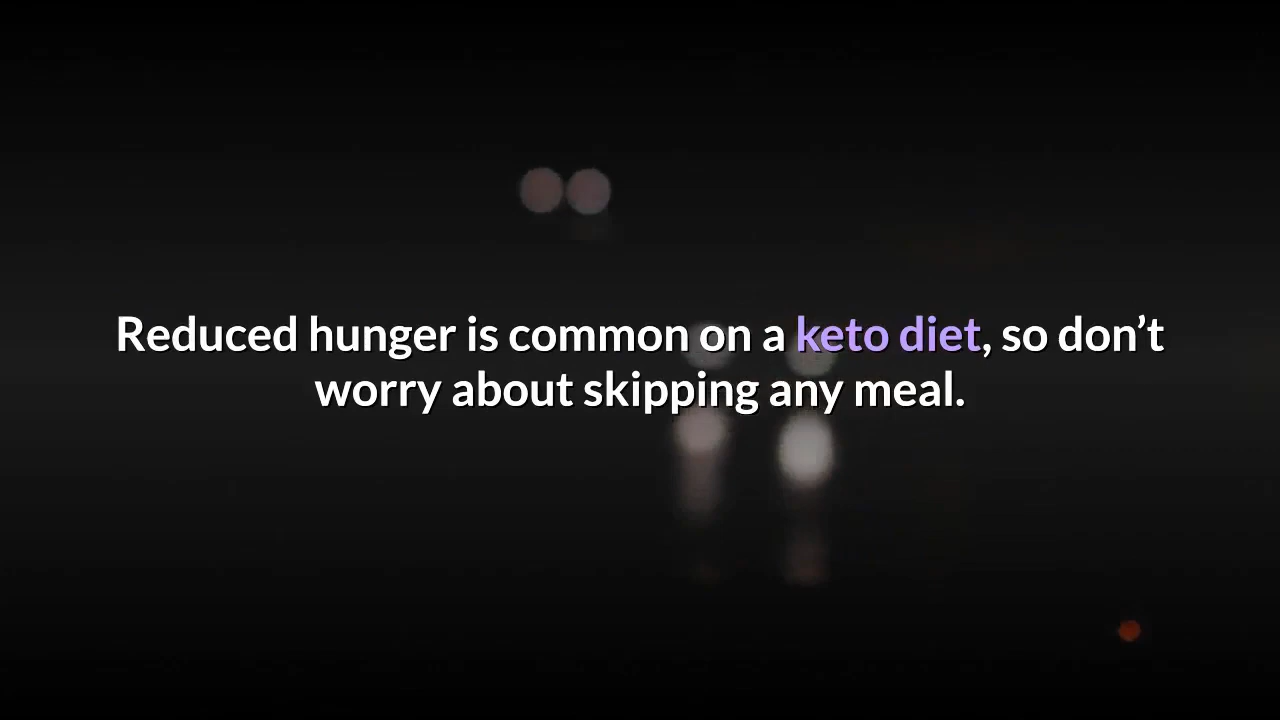 Reduced hunger is common on a keto diet, so don’t
worry about skipping any meal.